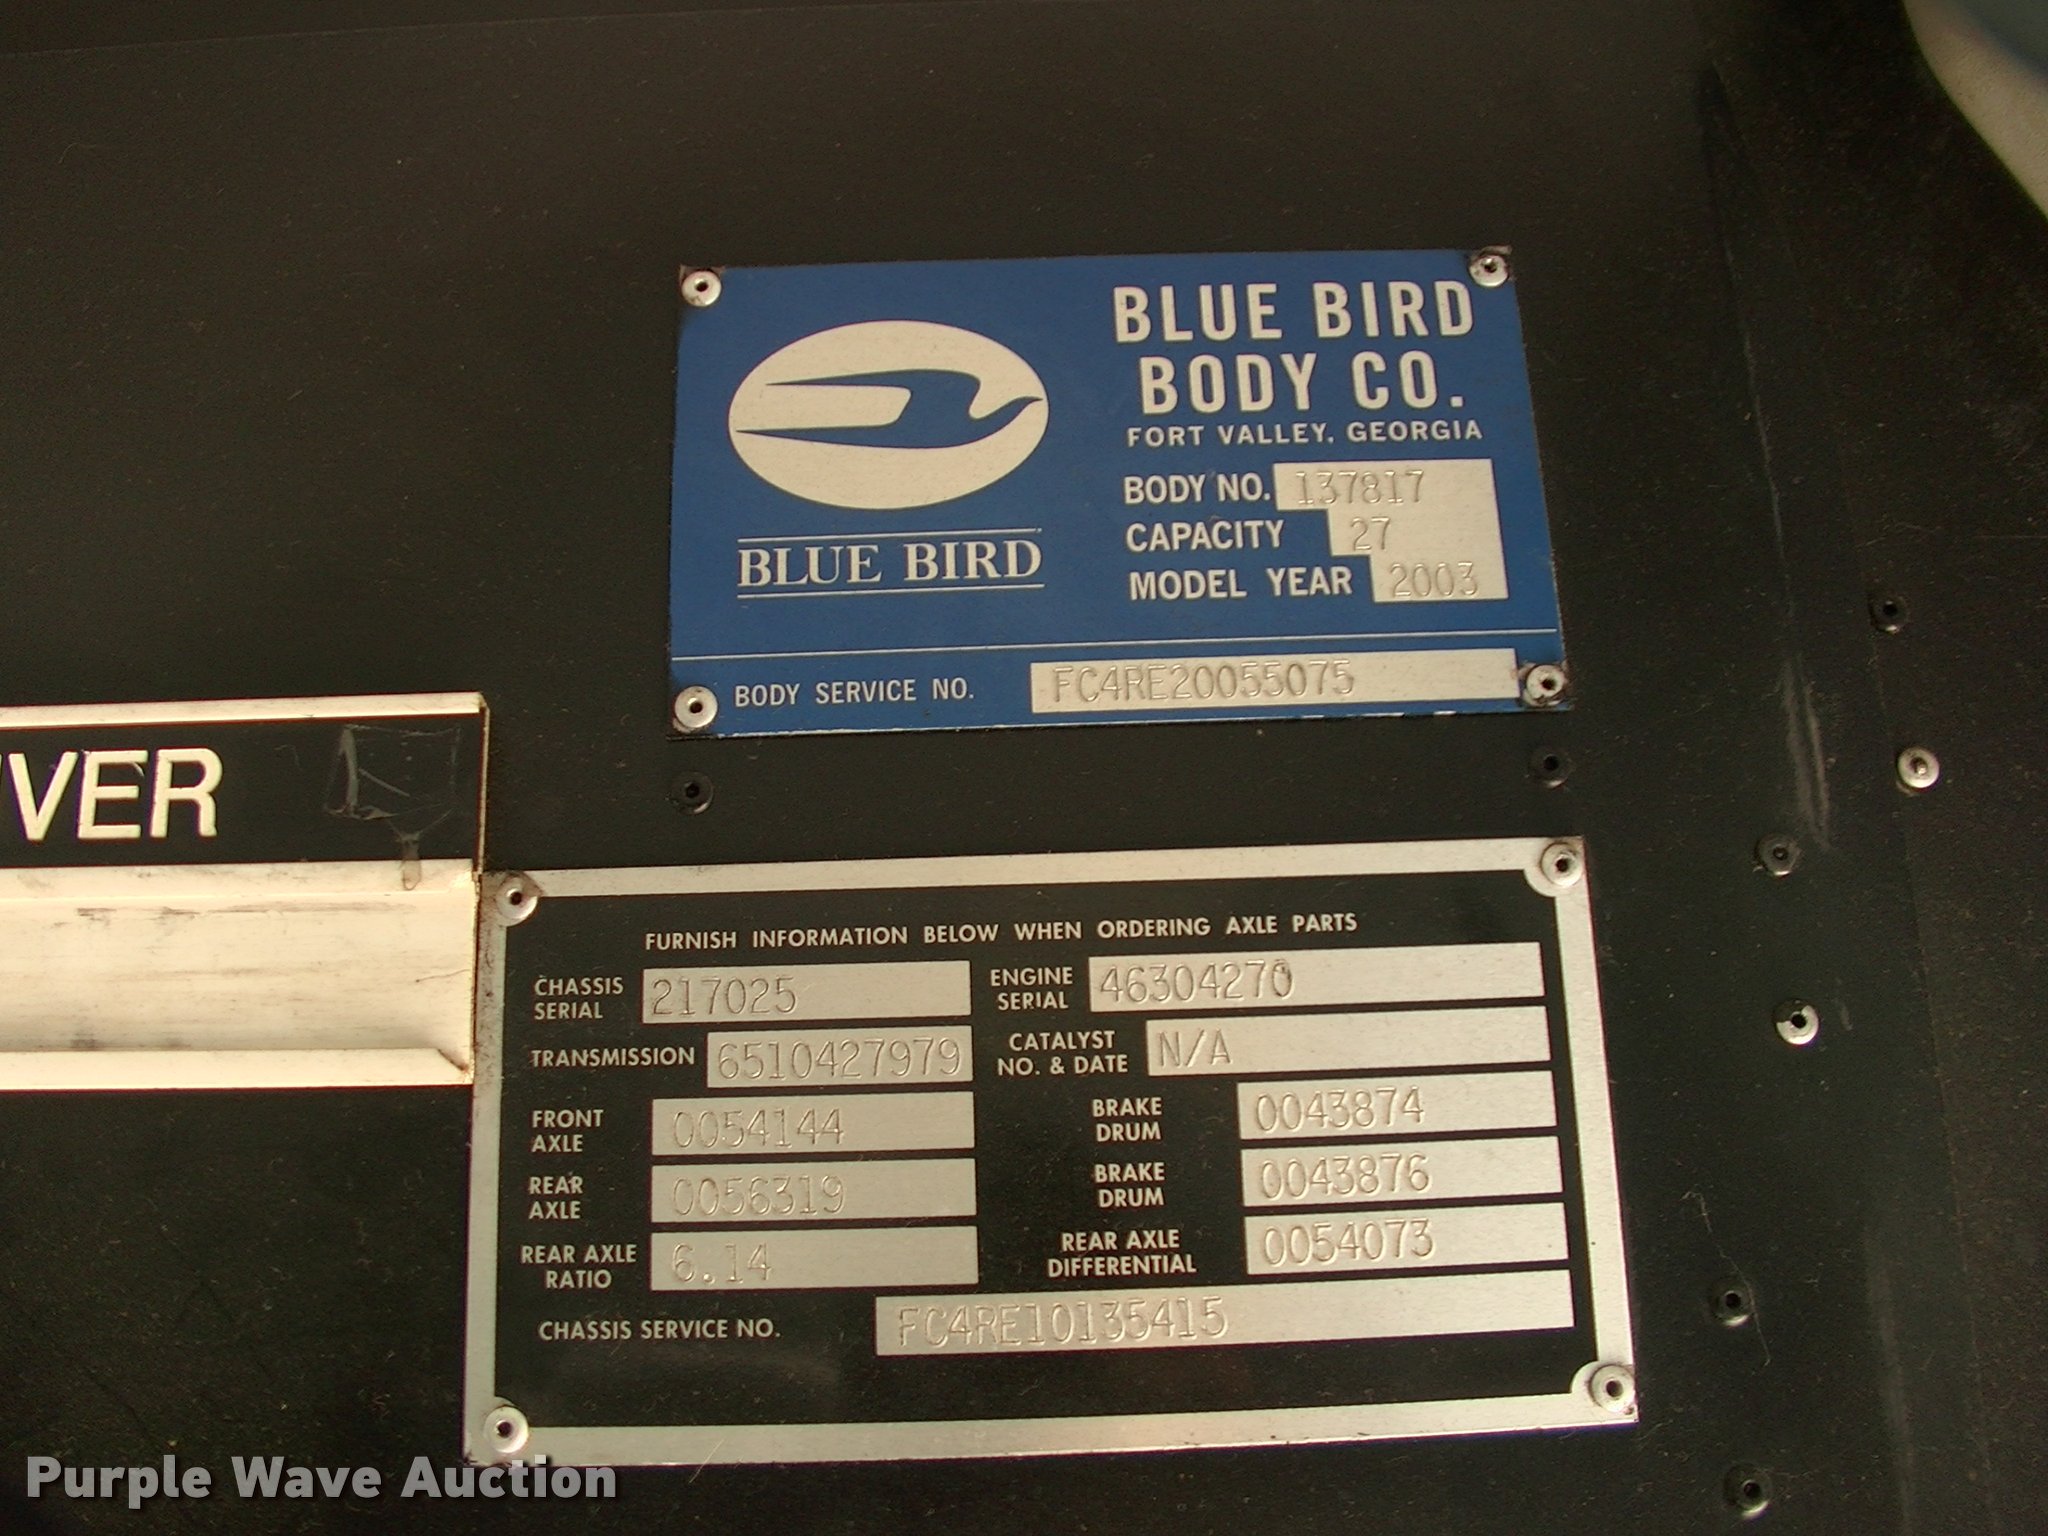 BLUE BIRD
BODY CO.
FORT VALLEY, GEORGIA
BODY NO. 137817
CAPACITY 27
MODEL YEAR 2003
BLUE BIRD
BODY SERVICE NO. FC4RE20055075
VER
FURNISH INFORMATION BELOW WHEN ORDERING AXLE PARTS
CHASSIS SERIAL 217025
ENGINE SERIAL 46304270
TRANSMISSION 6510427979
CATALYST NO. & DATE N/A
FRONT AXLE 0054144
BRAKE DRUM 0043874
REAR AXLE 0056319
BRAKE DRUM 0043876
REAR AXLE RATIO 6.14
REAR AXLE DIFFERENTIAL 0054073
CHASSIS SERVICE NO. FC4RE10135415
Purple Wave Auction